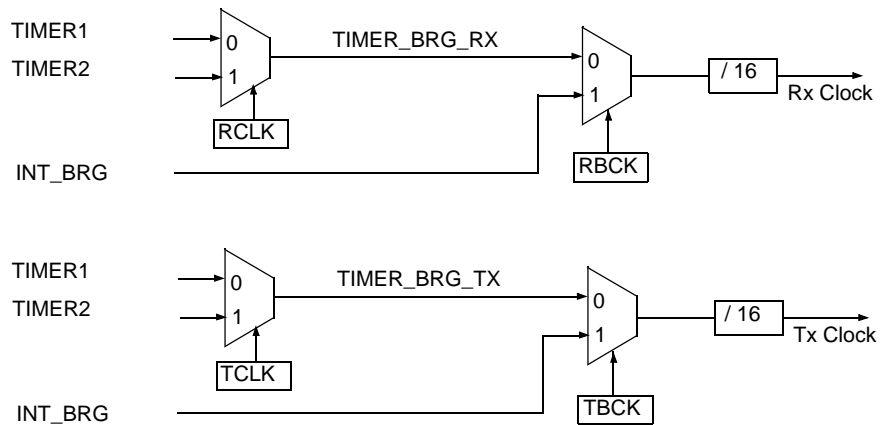 TIMER1
TIMER2
0
1
TIMER_BRG_RX
RCLK
INT_BRG
0
1
RBCK
/ 16
Rx Clock
TIMER1
TIMER2
0
1
TIMER_BRG_TX
TCLK
INT_BRG
0
1
TBCK
/ 16
Tx Clock